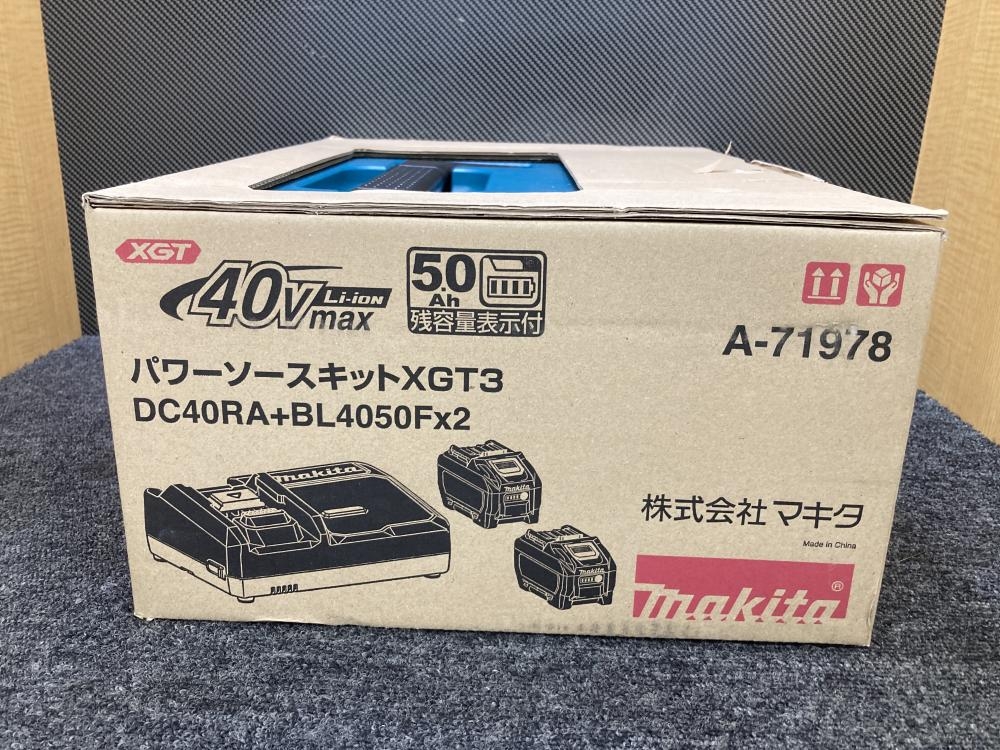 XGT
40Vmax Li-ion
5.0
Ah
残容量表示付
A-71978
パワーソースキットXGT3
DC40RA+BL4050Fx2
makita
makita
makita
株式会社 マキタ
Made in China
makita®